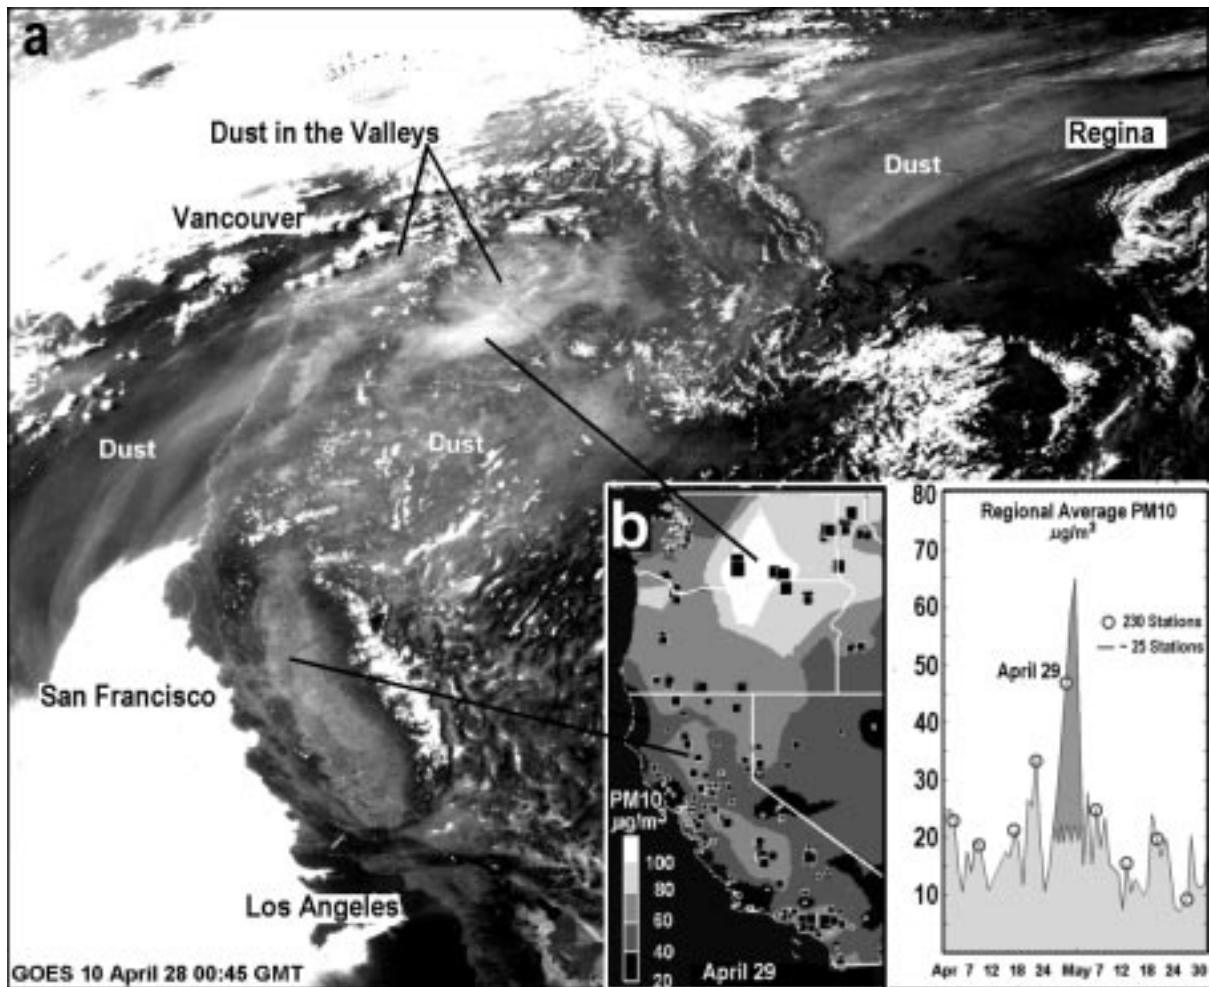 a
Dust in the Valleys
Vancouver
Regina
Dust
Dust
Dust
San Francisco
Los Angeles
GOES 10 April 28 00:45 GMT
b
PM10
µg/m³
100
80
60
40
20
April 29
Regional Average PM10
µg/m³
80
70
60
50
40
30
20
10
230 Stations
~ 25 Stations
April 29
Apr 7 12 18 24 May 7 12 18 24 30